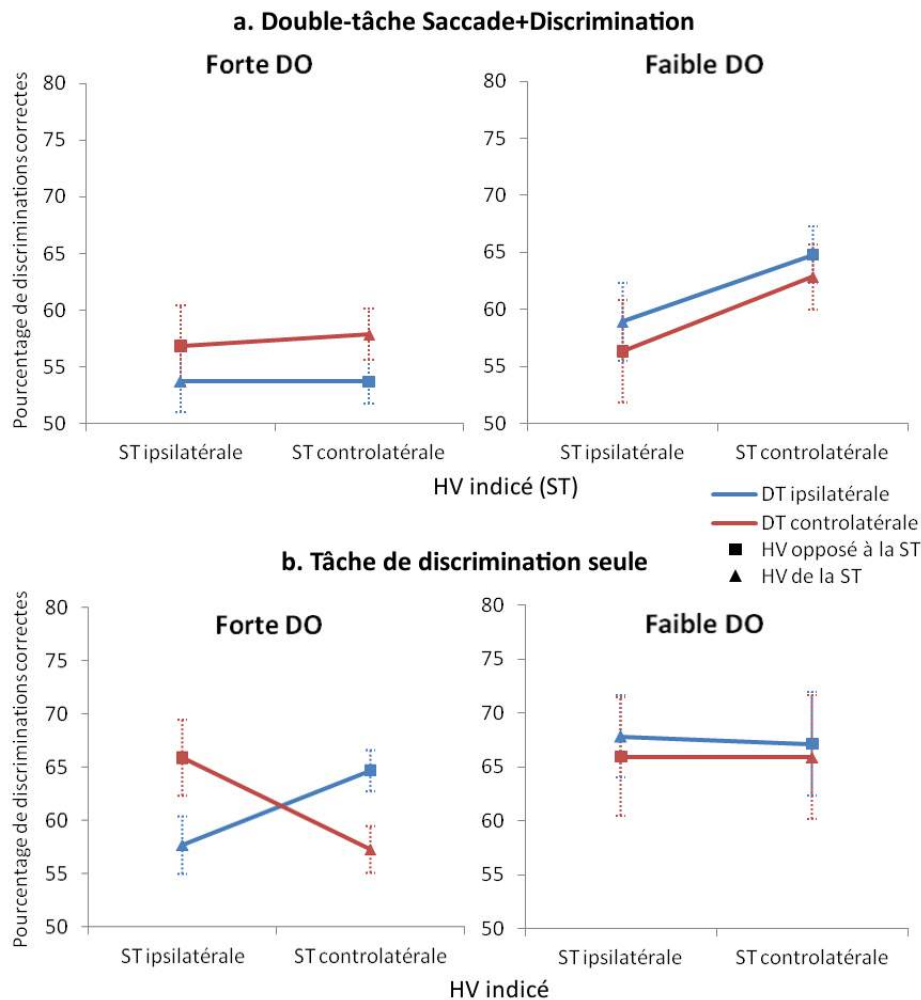 a. Double-tâche Saccade+Discrimination
Forte DO
Faible DO
Pourcentage de discriminations correctes
80
75
70
65
60
55
50
80
75
70
65
60
55
50
ST ipsilatérale
ST controlatérale
ST ipsilatérale
ST controlatérale
HV indicé (ST)
DT ipsilatérale
DT controlatérale
HV opposé à la ST
HV de la ST
b. Tâche de discrimination seule
Forte DO
Faible DO
Pourcentage de discriminations correctes
80
75
70
65
60
55
50
80
75
70
65
60
55
50
ST ipsilatérale
ST controlatérale
ST ipsilatérale
ST controlatérale
HV indicé